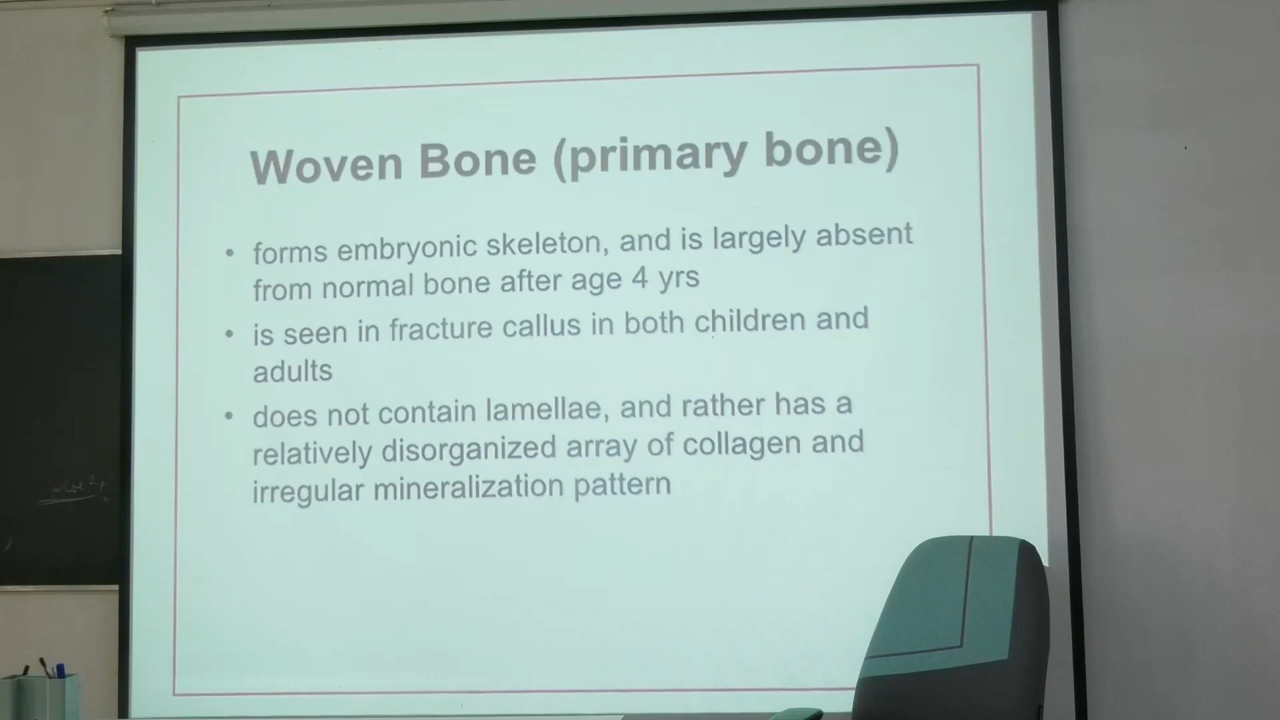 Woven Bone (primary bone)
• forms embryonic skeleton, and is largely absent
from normal bone after age 4 yrs
• is seen in fracture callus in both children and
adults
• does not contain lamellae, and rather has a
relatively disorganized array of collagen and
irregular mineralization pattern